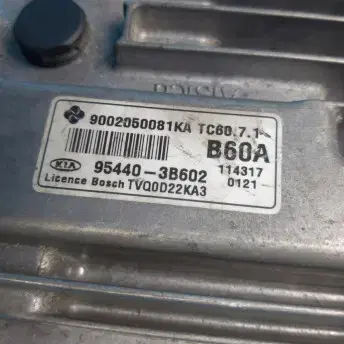 9002050081KA TC60.7.1
B60A
KIA 95440-3B602 114317
Licence Bosch TVQ0D22KA3 0121